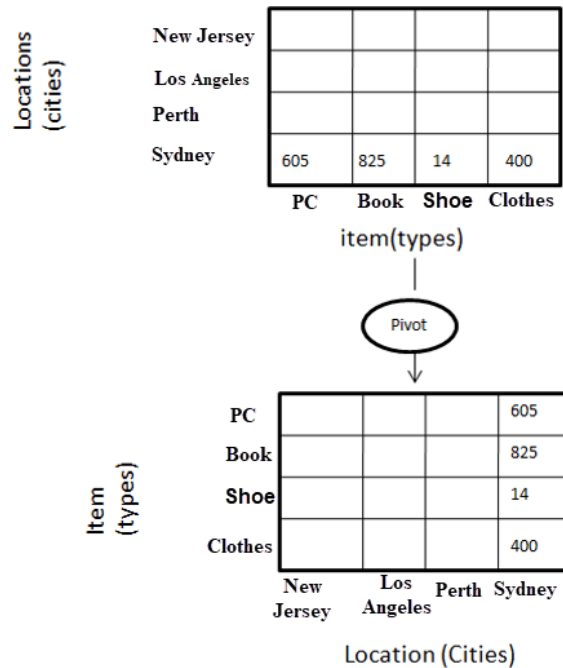 Locations
(cities)
New Jersey
Los Angeles
Perth
Sydney
605 825 14 400
PC Book Shoe Clothes
item(types)
Pivot
Item
(types)
PC 605
Book 825
Shoe 14
Clothes 400
New
Jersey
Los
Angeles
Perth
Sydney
Location (Cities)